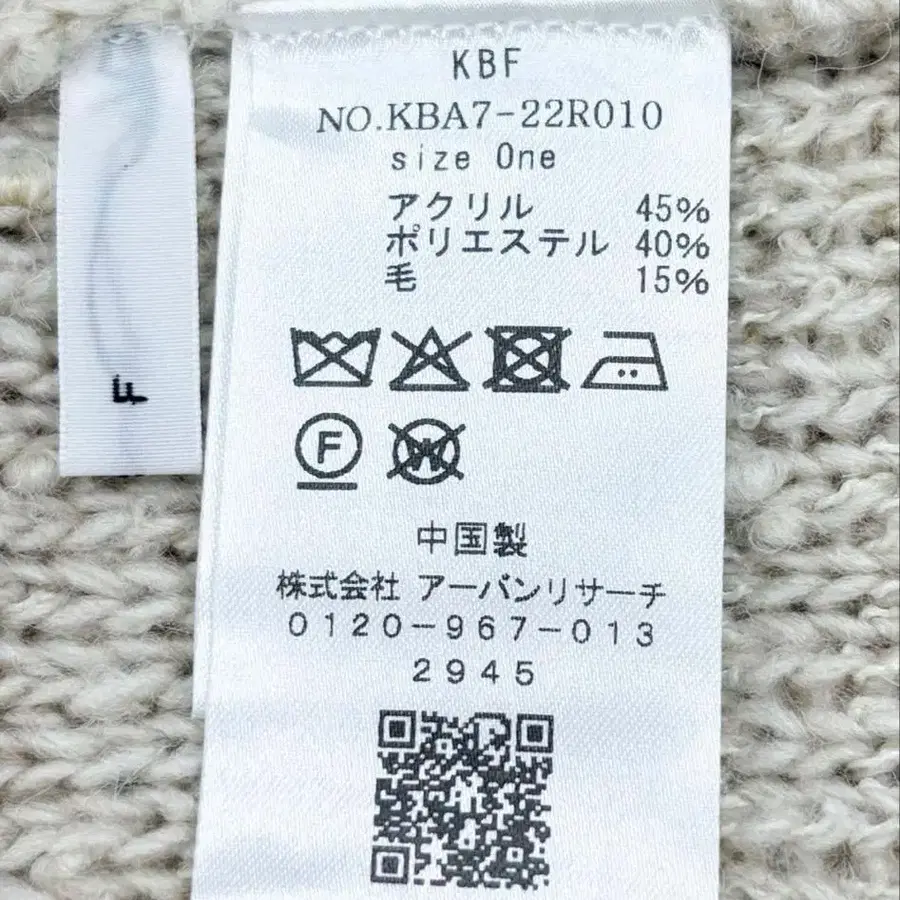 KBF
NO.KBA7-22R010
size One
アクリル 45%
ポリエステル 40%
毛 15%
F
W
中国製
株式会社 アーバンリサーチ
0120-967-013
2945
F